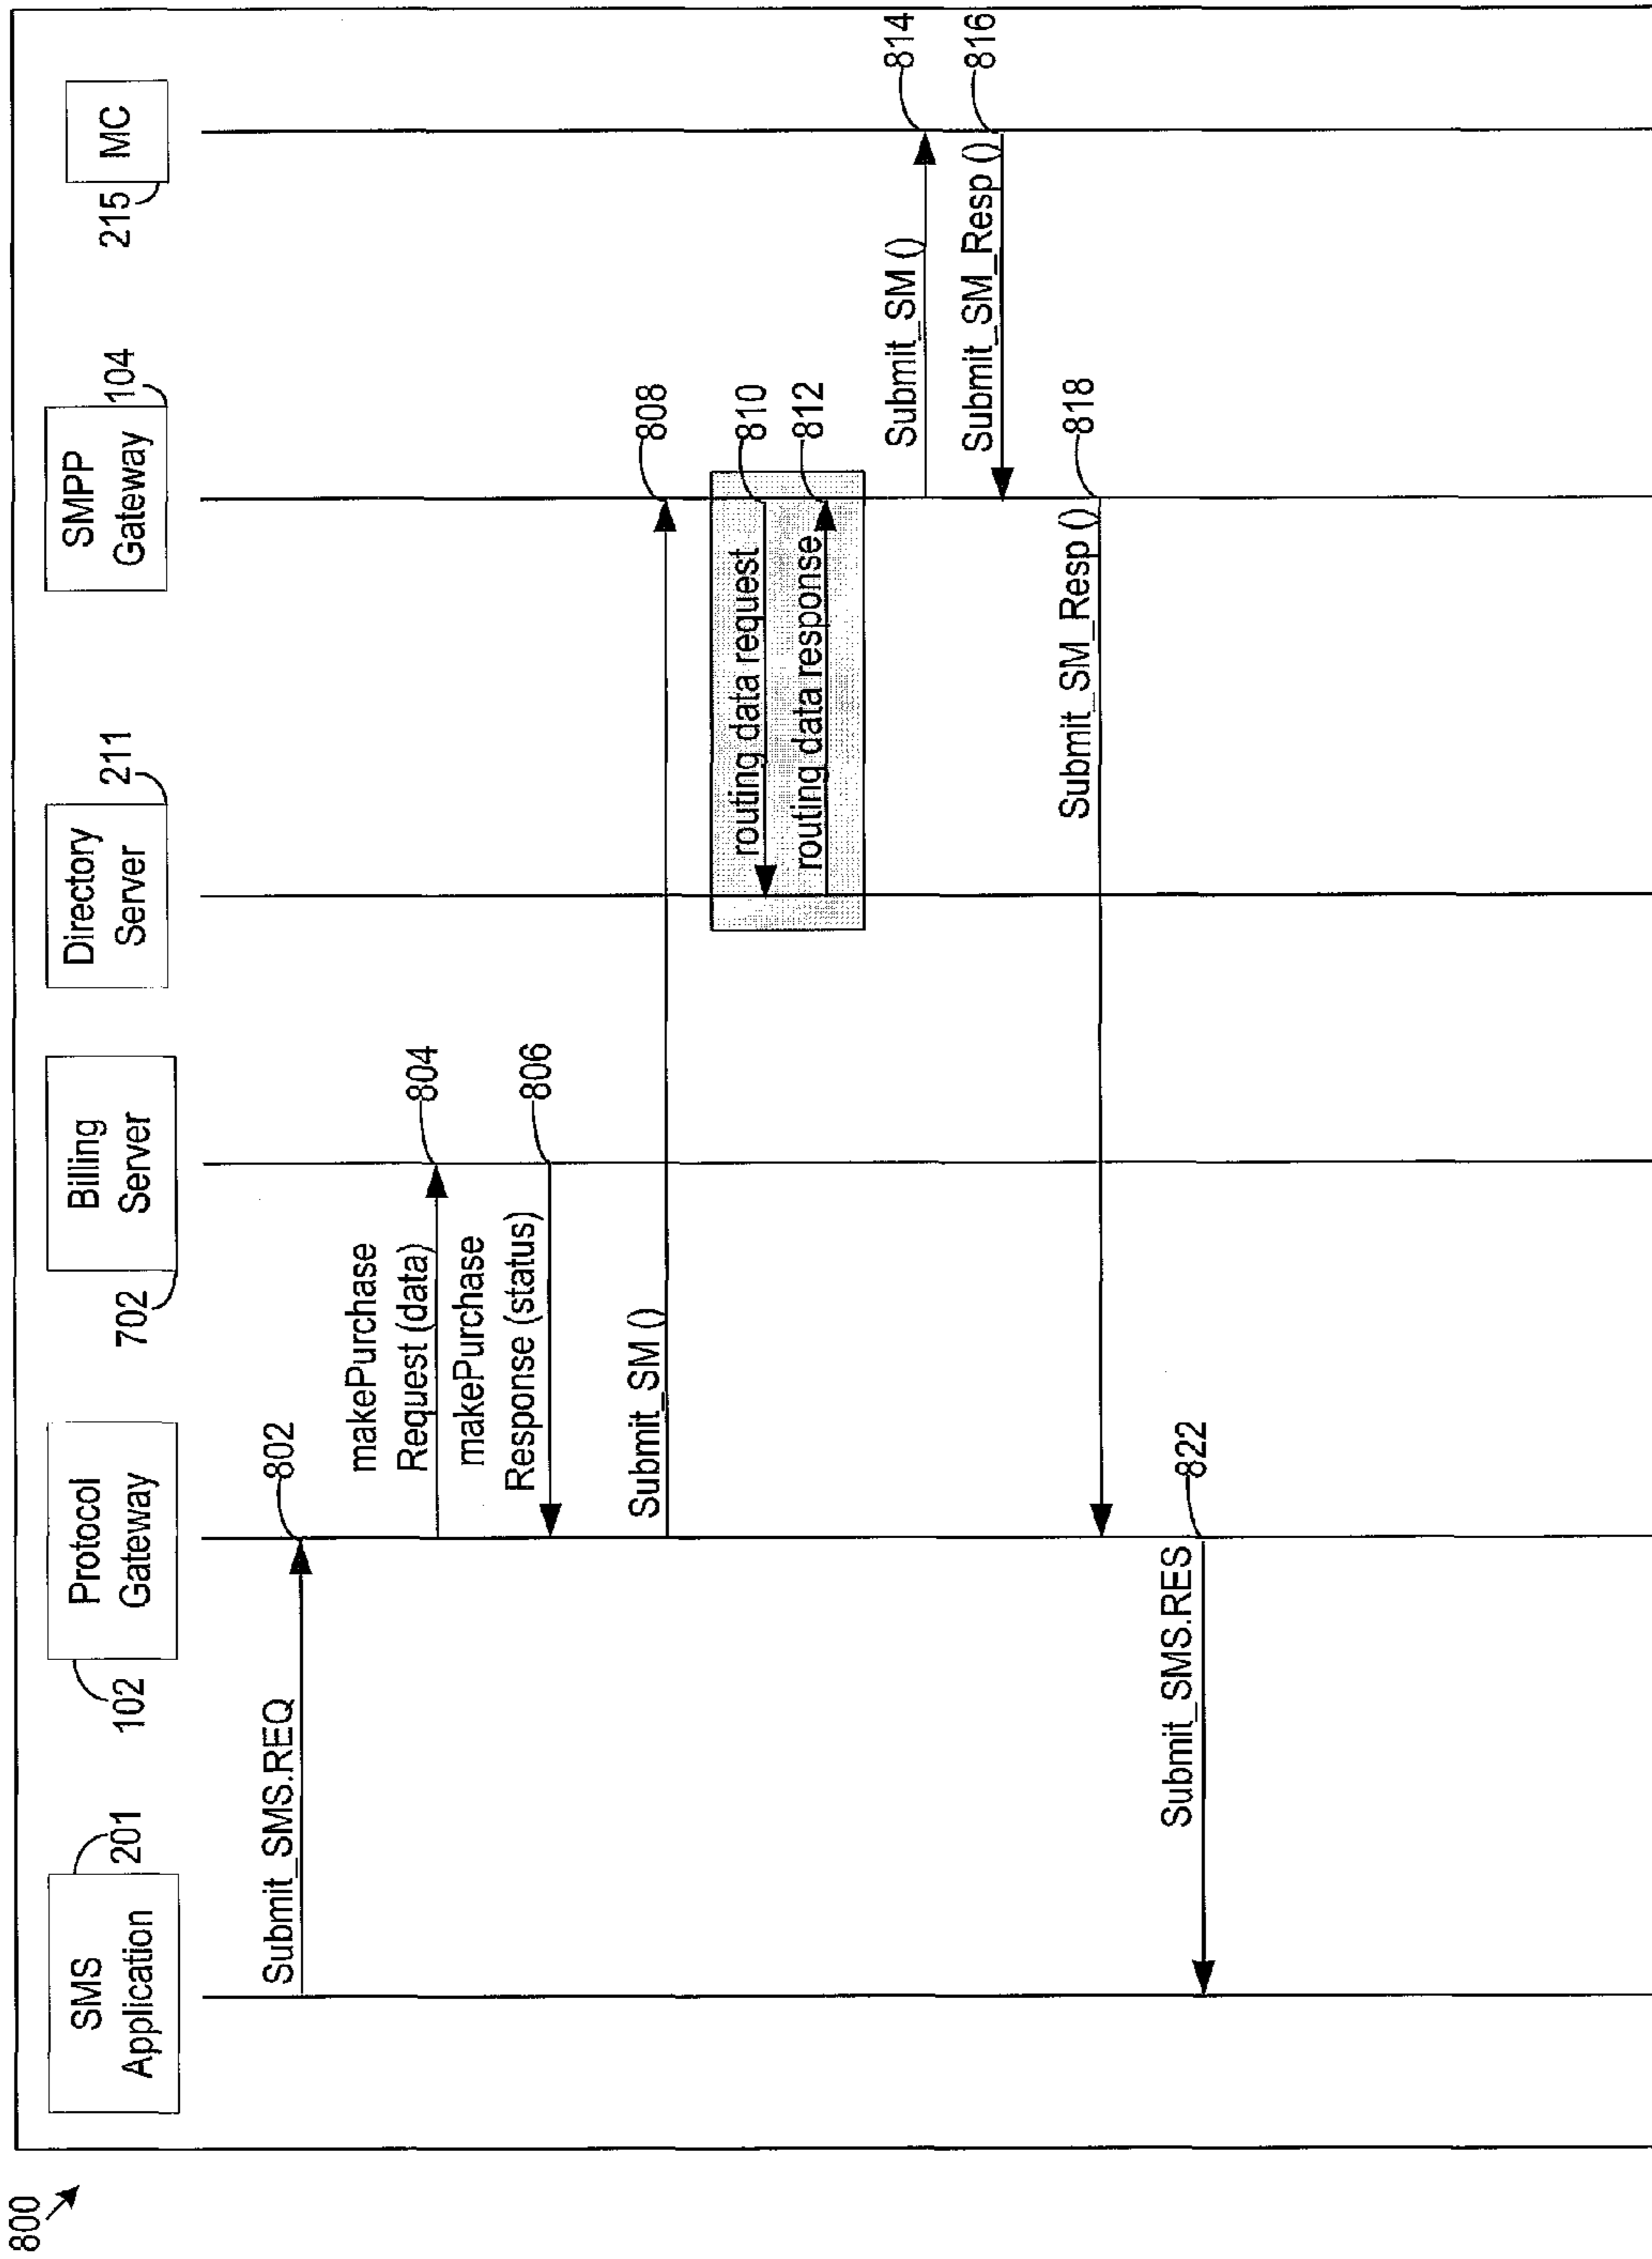 800
SMS
Application
201
Protocol
Gateway
102
Billing
Server
702
Directory
Server
211
SMPP
Gateway
104
MC
215
Submit_SMS.REQ
802
makePurchase
Request (data)
804
makePurchase
Response (status)
806
Submit_SM ()
808
routing data request
810
routing data response
812
Submit_SM ()
814
Submit_SM_Resp ()
816
Submit_SM_Resp ()
818
Submit_SMS.RES
822